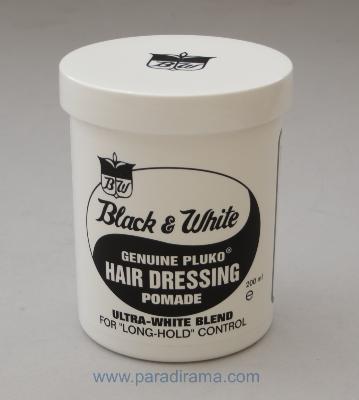 BW
BW
Black & White
GENUINE PLUKO®
HAIR DRESSING
POMADE
200 ml ⊖
ULTRA-WHITE BLEND
FOR "LONG-HOLD" CONTROL
www.paradirama.com